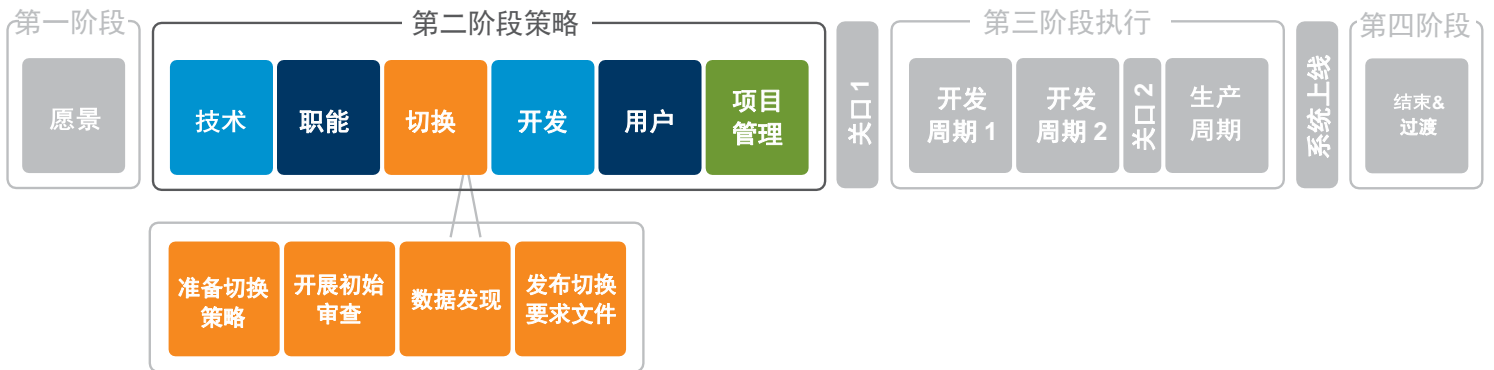 第一阶段
愿景
第二阶段策略
技术
职能
切换
开发
用户
项目
管理
关口 1
第三阶段执行
开发
周期 1
开发
周期 2
关口 2
生产
周期
系统上线
第四阶段
结束&
过渡
准备切换
策略
开展初始
审查
数据发现
发布切换
要求文件